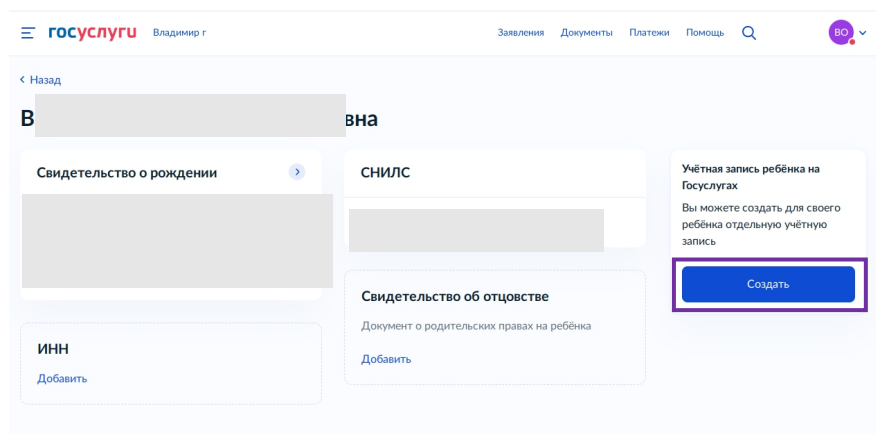 госуслуги Владимир г Заявления Документы Платежи Помощь ВО
Назад
В вна
Свидетельство о рождении
СНИЛС
Учётная запись ребёнка на
Госуслугах
Вы можете создать для своего
ребёнка отдельную учётную
запись
Создать
Свидетельство об отцовстве
Документ о родительских правах на ребёнка
Добавить
ИНН
Добавить